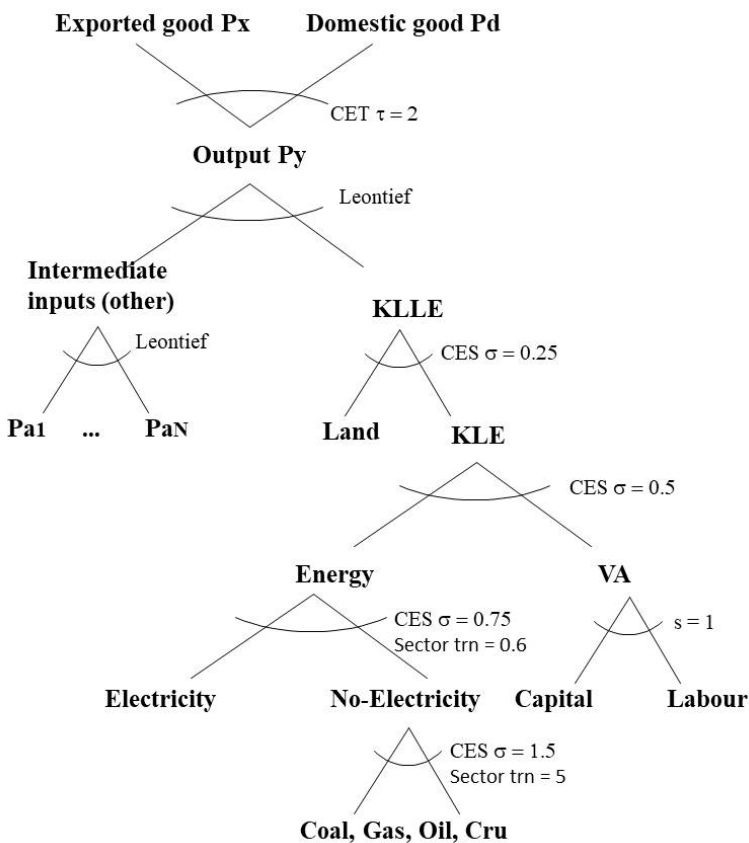 Exported good Px Domestic good Pd
CET τ = 2
Output Py
Leontief
Intermediate
inputs (other)
KLLE
Leontief
CES σ = 0.25
Pa1 ... PaN
Land KLE
CES σ = 0.5
Energy VA
CES σ = 0.75
Sector trn = 0.6
s = 1
Electricity No-Electricity Capital Labour
CES σ = 1.5
Sector trn = 5
Coal, Gas, Oil, Cru